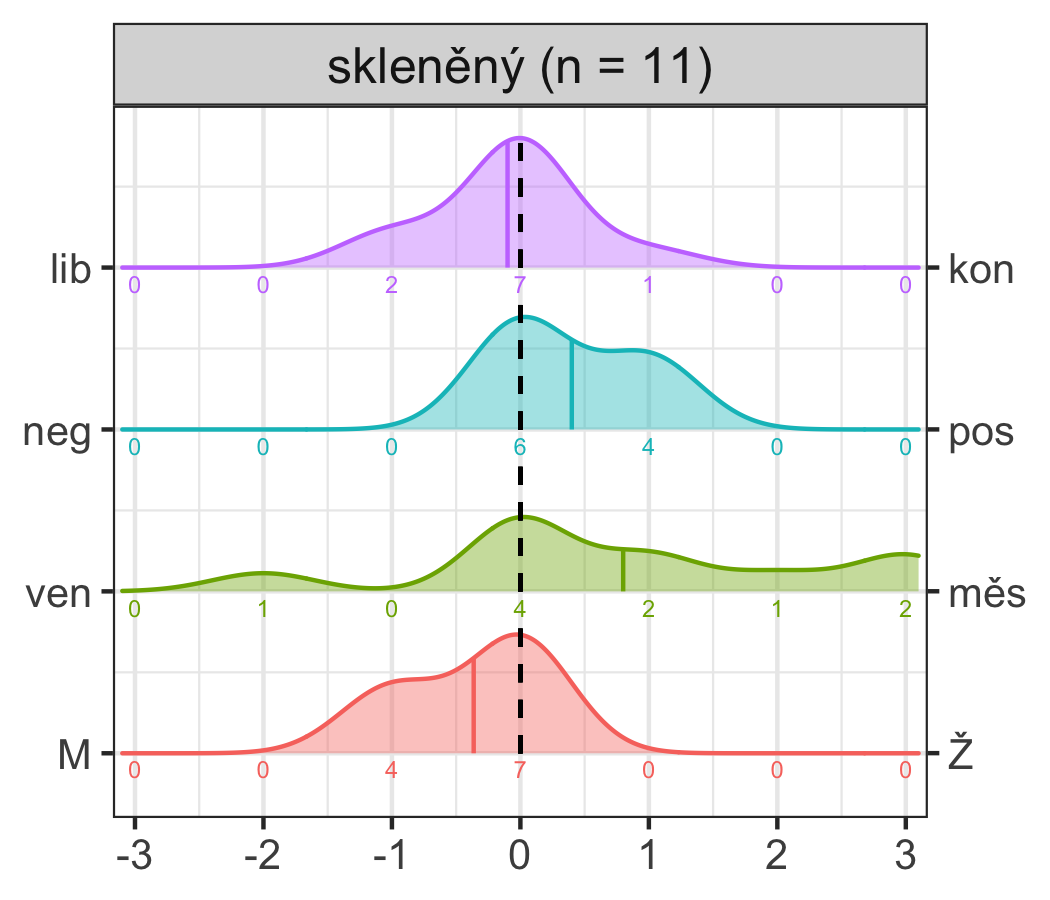 skleněný (n = 11)
lib kon
0 0 2 7 1 0 0
neg pos
0 0 0 6 4 0 0
ven měs
0 1 0 4 2 1 2
M Ž
0 0 4 7 0 0 0
-3 -2 -1 0 1 2 3